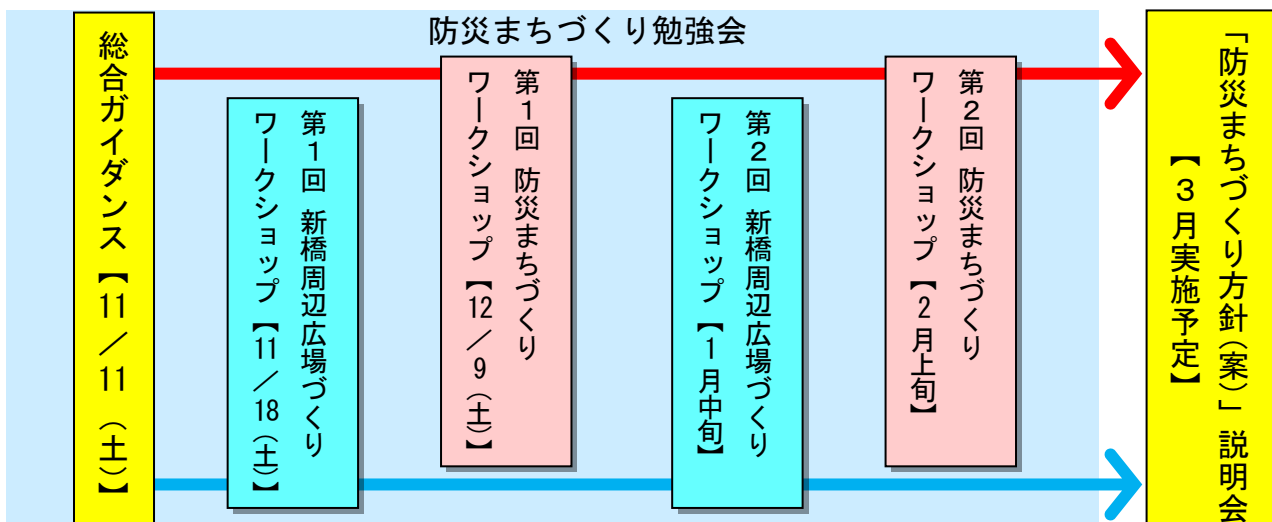 防災まちづくり勉強会
総合ガイダンス【11／11（土）】
第１回 新橋周辺広場づくり
ワークショップ【11／18（土）】
第１回 防災まちづくり
ワークショップ【12／9（土）】
第２回 新橋周辺広場づくり
ワークショップ【１月中旬】
第２回 防災まちづくり
ワークショップ【２月上旬】
「防災まちづくり方針（案）」説明会
【３月実施予定】